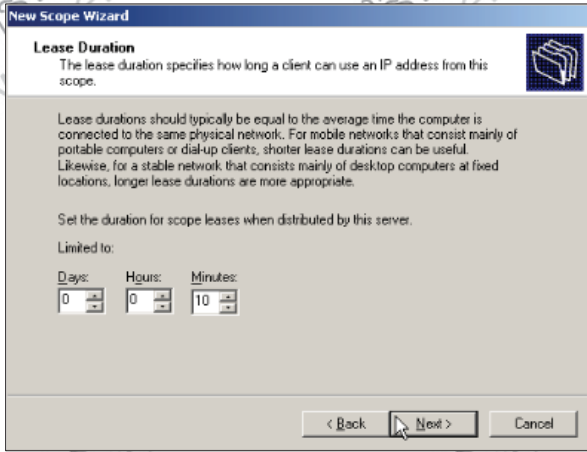 New Scope Wizard
Lease Duration
The lease duration specifies how long a client can use an IP address from this
scope.
Lease durations should typically be equal to the average time the computer is
connected to the same physical network. For mobile networks that consist mainly of
portable computers or dial-up clients, shorter lease durations can be useful.
Likewise, for a stable network that consists mainly of desktop computers at fixed
locations, longer lease durations are more appropriate.
Set the duration for scope leases when distributed by this server.
Limited to:
Days: Hours: Minutes:
0 0 10
< Back Next > Cancel